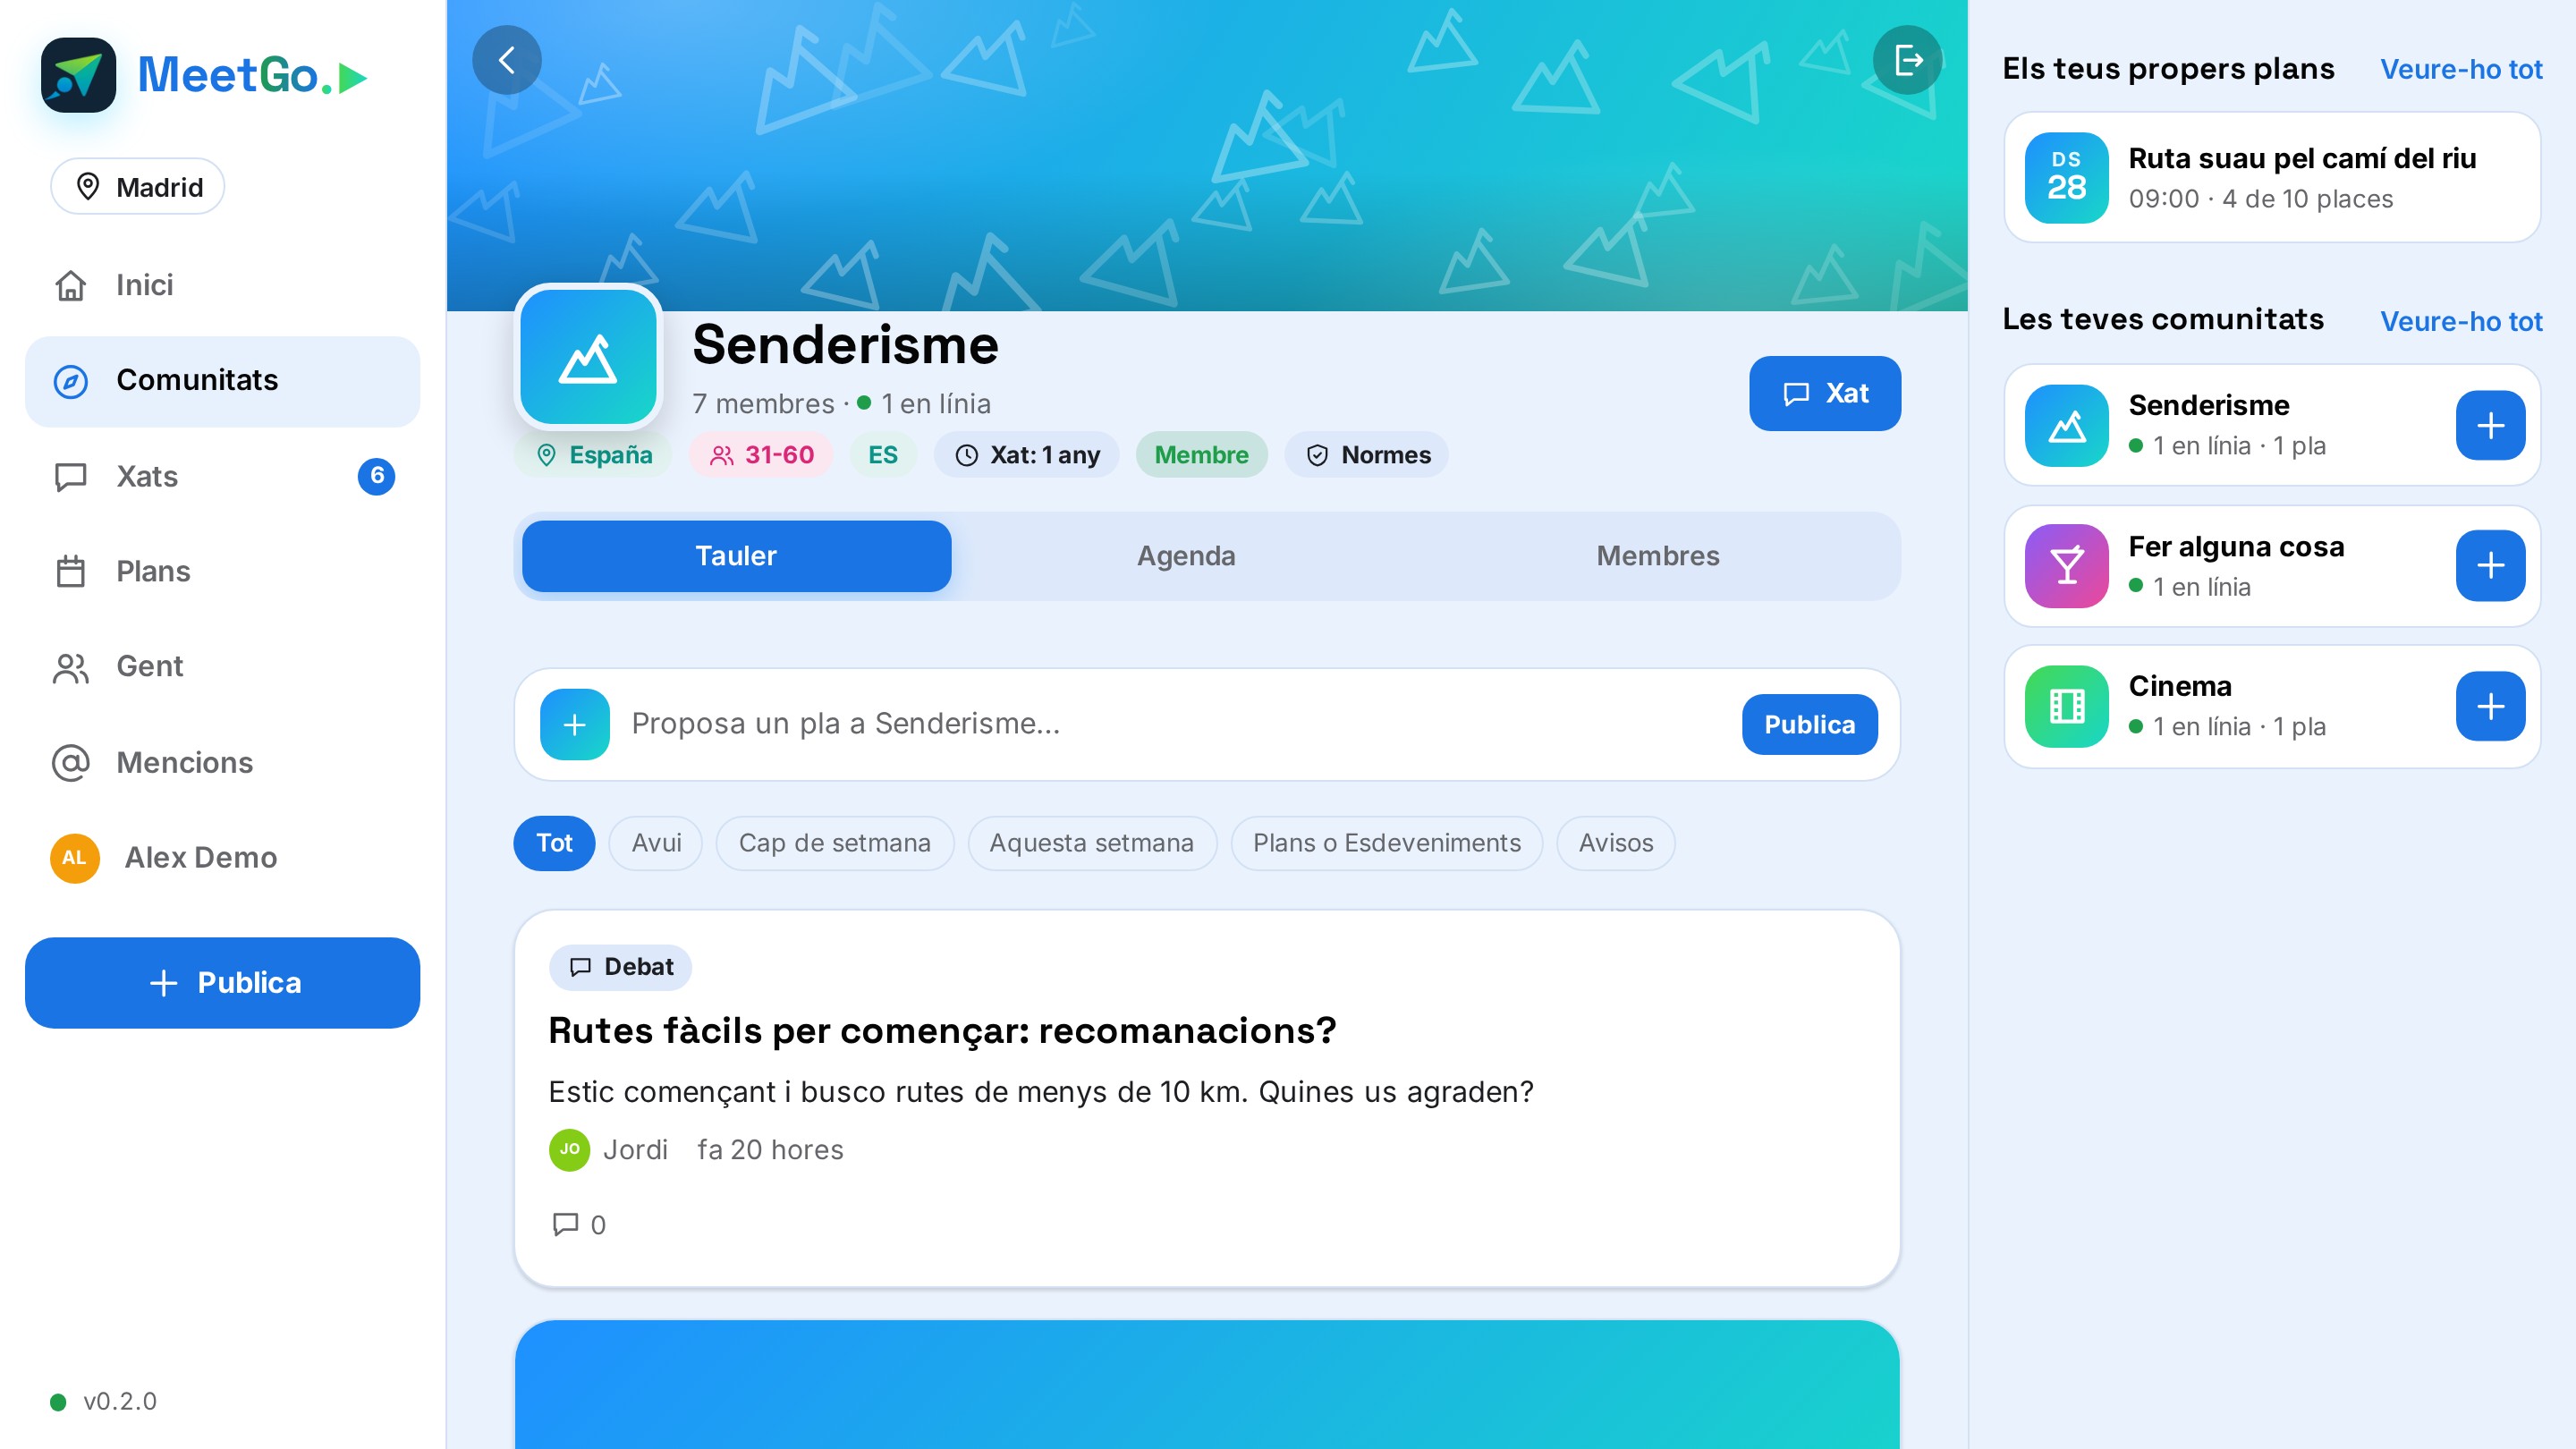 MeetGo.
Madrid
Inici
Comunitats
Xats
6
Plans
Gent
Mencions
AL
Alex Demo
Publica
v0.2.0
Senderisme
7 membres · 1 en línia
Xat
España
31-60
ES
Xat: 1 any
Membre
Normes
Tauler
Agenda
Membres
Proposa un pla a Senderisme...
Publica
Tot
Avui
Cap de setmana
Aquesta setmana
Plans o Esdeveniments
Avisos
Debat
Rutes fàcils per començar: recomanacions?
Estic començant i busco rutes de menys de 10 km. Quines us agraden?
JO
Jordi
fa 20 hores
0
Els teus propers plans
Veure-ho tot
DS
28
Ruta suau pel camí del riu
09:00 · 4 de 10 places
Les teves comunitats
Veure-ho tot
Senderisme
1 en línia · 1 pla
Fer alguna cosa
1 en línia
Cinema
1 en línia · 1 pla